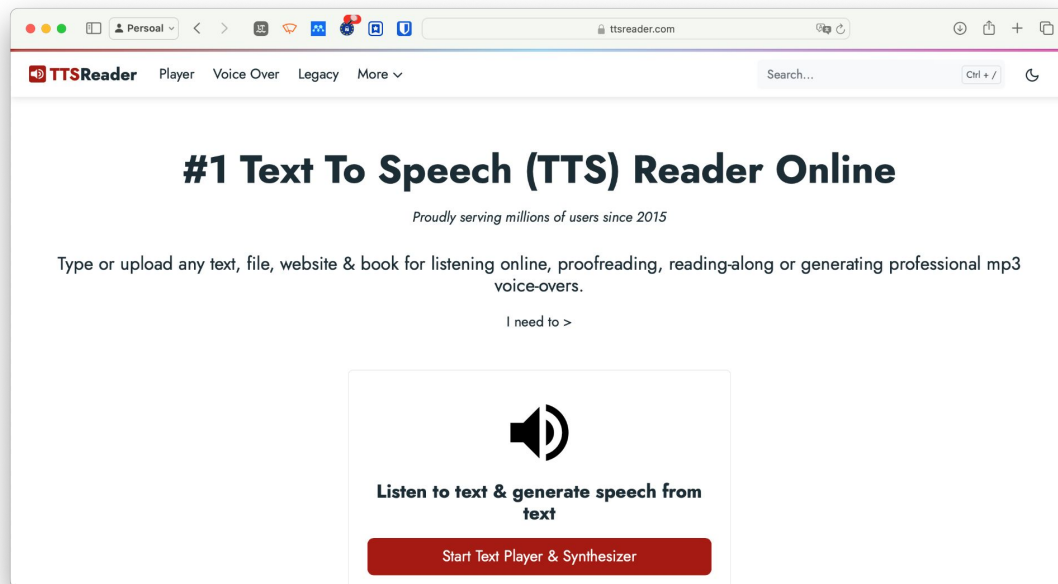 Persoal
ttsreader.com
TTSReader Player Voice Over Legacy More Search... Ctrl + /
#1 Text To Speech (TTS) Reader Online
Proudly serving millions of users since 2015
Type or upload any text, file, website & book for listening online, proofreading, reading-along or generating professional mp3
voice-overs.
I need to >
Listen to text & generate speech from
text
Start Text Player & Synthesizer